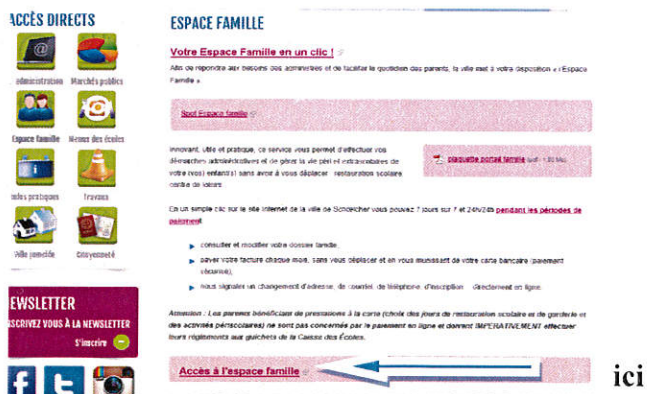 ACCÈS DIRECTS
administration Marchés publics
Espace famille Menus des écoles
Infos pratiques Travaux
Ville jumelée Citoyenneté
EWSLETTER
SCRIVEZ VOUS À LA NEWSLETTER
S'inscrire
ESPACE FAMILLE
Votre Espace Famille en un clic !
Afin de répondre aux besoins des administrés et de faciliter le quotidien des parents, la ville met à votre disposition « l'Espace
Famille ».
Spot Espace famille
Innovant, utile et pratique, ce service vous permet d'effectuer vos
démarches administratives et de gérer la vie péri et extrascolaires de
votre (vos) enfant(s) sans avoir à vous déplacer : restauration scolaire
centre de loisirs
plaquette portail famille
En un simple clic sur le site Internet de la ville de Schoelcher vous pouvez 7 jours sur 7 et 24h/24h pendant les périodes de
paiement
consulter et modifier votre dossier famille,
payer votre facture chaque mois, sans vous déplacer et en vous munissant de votre carte bancaire (paiement
sécurisé),
nous signaler un changement d'adresse, de courriel, de téléphone, d'inscription directement en ligne.
Attention : Les parents bénéficiant de prestations à la carte (choix des jours de restauration scolaire et de garderie et
des activités périscolaires) ne sont pas concernés par le paiement en ligne et doivent IMPERATIVEMENT effectuer
leurs règlements aux guichets de la Caisse des Écoles.
Accès à l'espace famille
ici